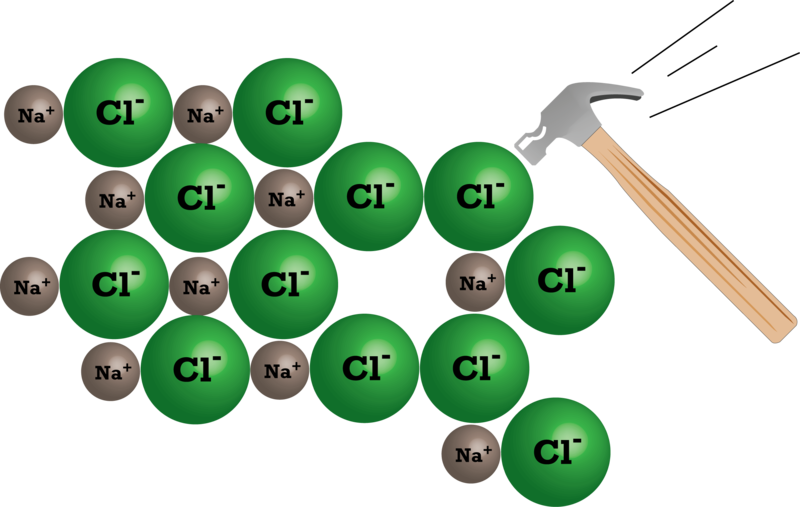 Na⁺ Cl⁻ Na⁺ Cl⁻
Na⁺ Cl⁻ Na⁺ Cl⁻ Cl⁻
Na⁺ Cl⁻ Na⁺ Cl⁻ Na⁺ Cl⁻
Na⁺ Cl⁻ Na⁺ Cl⁻ Cl⁻
Na⁺ Cl⁻